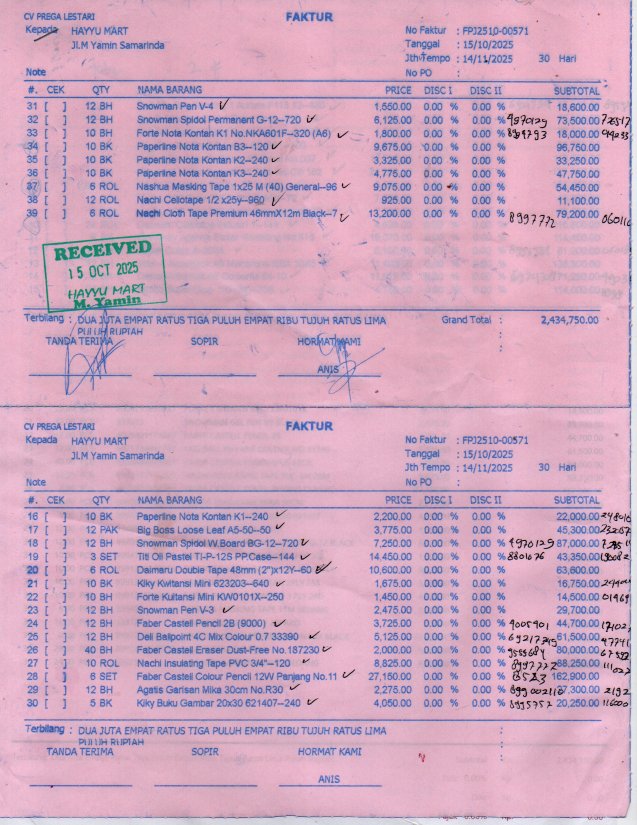 CV PREGA LESTARI FAKTUR
Kepada HAYYU MART No Faktur : FPJ2510-00571
Jl.M Yamin Samarinda Tanggal : 15/10/2025
Jth Tempo : 14/11/2025 30 Hari
Note No PO :
#. CEK QTY NAMA BARANG PRICE DISC I DISC II SUBTOTAL
31 [ ] 12 BH Snowman Pen V-4 1,550.00 0.00 % 0.00 % 18,600.00
32 [ ] 12 BH Snowman Spidol Permanent G-12--720 6,125.00 0.00 % 0.00 % 4970129 73,500.00
33 [ ] 10 BH Forte Nota Kontan K1 No.NKA601F--320 (A6) 1,800.00 0.00 % 0.00 % 18,000.00
34 [ ] 10 BK Paperline Nota Kontan B3--120 9,675.00 0.00 % 0.00 % 96,750.00
35 [ ] 10 BK Paperline Nota Kontan K2--240 3,325.00 0.00 % 0.00 % 33,250.00
36 [ ] 10 BK Paperline Nota Kontan K3--240 4,775.00 0.00 % 0.00 % 47,750.00
37 [ ] 6 ROL Nashua Masking Tape 1x25 M (40) General--96 9,075.00 0.00 % 0.00 % 54,450.00
38 [ ] 12 ROL Nachi Cellotape 1/2 x25y--960 925.00 0.00 % 0.00 % 11,100.00
39 [ ] 6 ROL Nachi Cloth Tape Premium 46mmX12m Black--7 13,200.00 0.00 % 0.00 % 8997772 79,200.00
RECEIVED
15 OCT 2025
HAYYU MART
M. Yamin
Terbilang : DUA JUTA EMPAT RATUS TIGA PULUH EMPAT RIBU TUJUH RATUS LIMA Grand Total : 2,434,750.00
PULUH RUPIAH
TANDA TERIMA SOPIR HORMAT KAMI
ANIS
CV PREGA LESTARI FAKTUR
Kepada HAYYU MART No Faktur : FPJ2510-00571
Jl.M Yamin Samarinda Tanggal : 15/10/2025
Jth Tempo : 14/11/2025 30 Hari
Note No PO :
#. CEK QTY NAMA BARANG PRICE DISC I DISC II SUBTOTAL
16 [ ] 10 BK Paperline Nota Kontan K1--240 2,200.00 0.00 % 0.00 % 22,000.00
17 [ ] 12 PAK Big Boss Loose Leaf A5-50--50 3,775.00 0.00 % 0.00 % 45,300.00
18 [ ] 12 BH Snowman Spidol W.Board BG-12--720 7,250.00 0.00 % 0.00 % 4970129 87,000.00
19 [ ] 3 SET Titi Oil Pastel TI-P-12S PP.Case--144 14,450.00 0.00 % 0.00 % 8801676 43,350.00
20 [ ] 6 ROL Daimaru Double Tape 48mm (2")x12Y--60 10,600.00 0.00 % 0.00 % 63,600.00
21 [ ] 10 BK Kiky Kwitansi Mini 623203--640 1,675.00 0.00 % 0.00 % 16,750.00
22 [ ] 10 BH Forte Kuitansi Mini KW0101X--250 1,450.00 0.00 % 0.00 % 14,500.00
23 [ ] 12 BH Snowman Pen V-3 2,475.00 0.00 % 0.00 % 29,700.00
24 [ ] 12 BH Faber Castell Pencil 2B (9000) 3,725.00 0.00 % 0.00 % 4005401 44,700.00
25 [ ] 12 BH Deli Ballpoint 4C Mix Colour 0.7 33390 5,125.00 0.00 % 0.00 % 61,500.00
26 [ ] 40 BH Faber Castell Eraser Dust-Free No.187230 2,000.00 0.00 % 0.00 % 80,000.00
27 [ ] 10 ROL Nachi Insulating Tape PVC 3/4"--120 8,825.00 0.00 % 0.00 % 8997772 88,250.00
28 [ ] 6 SET Faber Castell Colour Pencil 12W Panjang No.11 27,150.00 0.00 % 0.00 % 162,900.00
29 [ ] 12 BH Agatis Garisan Mika 30cm No.R30 2,275.00 0.00 % 0.00 % 27,300.00
30 [ ] 5 BK Kiky Buku Gambar 20x30 621407--240 4,050.00 0.00 % 0.00 % 8995757 20,250.00
Terbilang : DUA JUTA EMPAT RATUS TIGA PULUH EMPAT RIBU TUJUH RATUS LIMA :
PULUH RUPIAH
TANDA TERIMA SOPIR HORMAT KAMI
ANIS